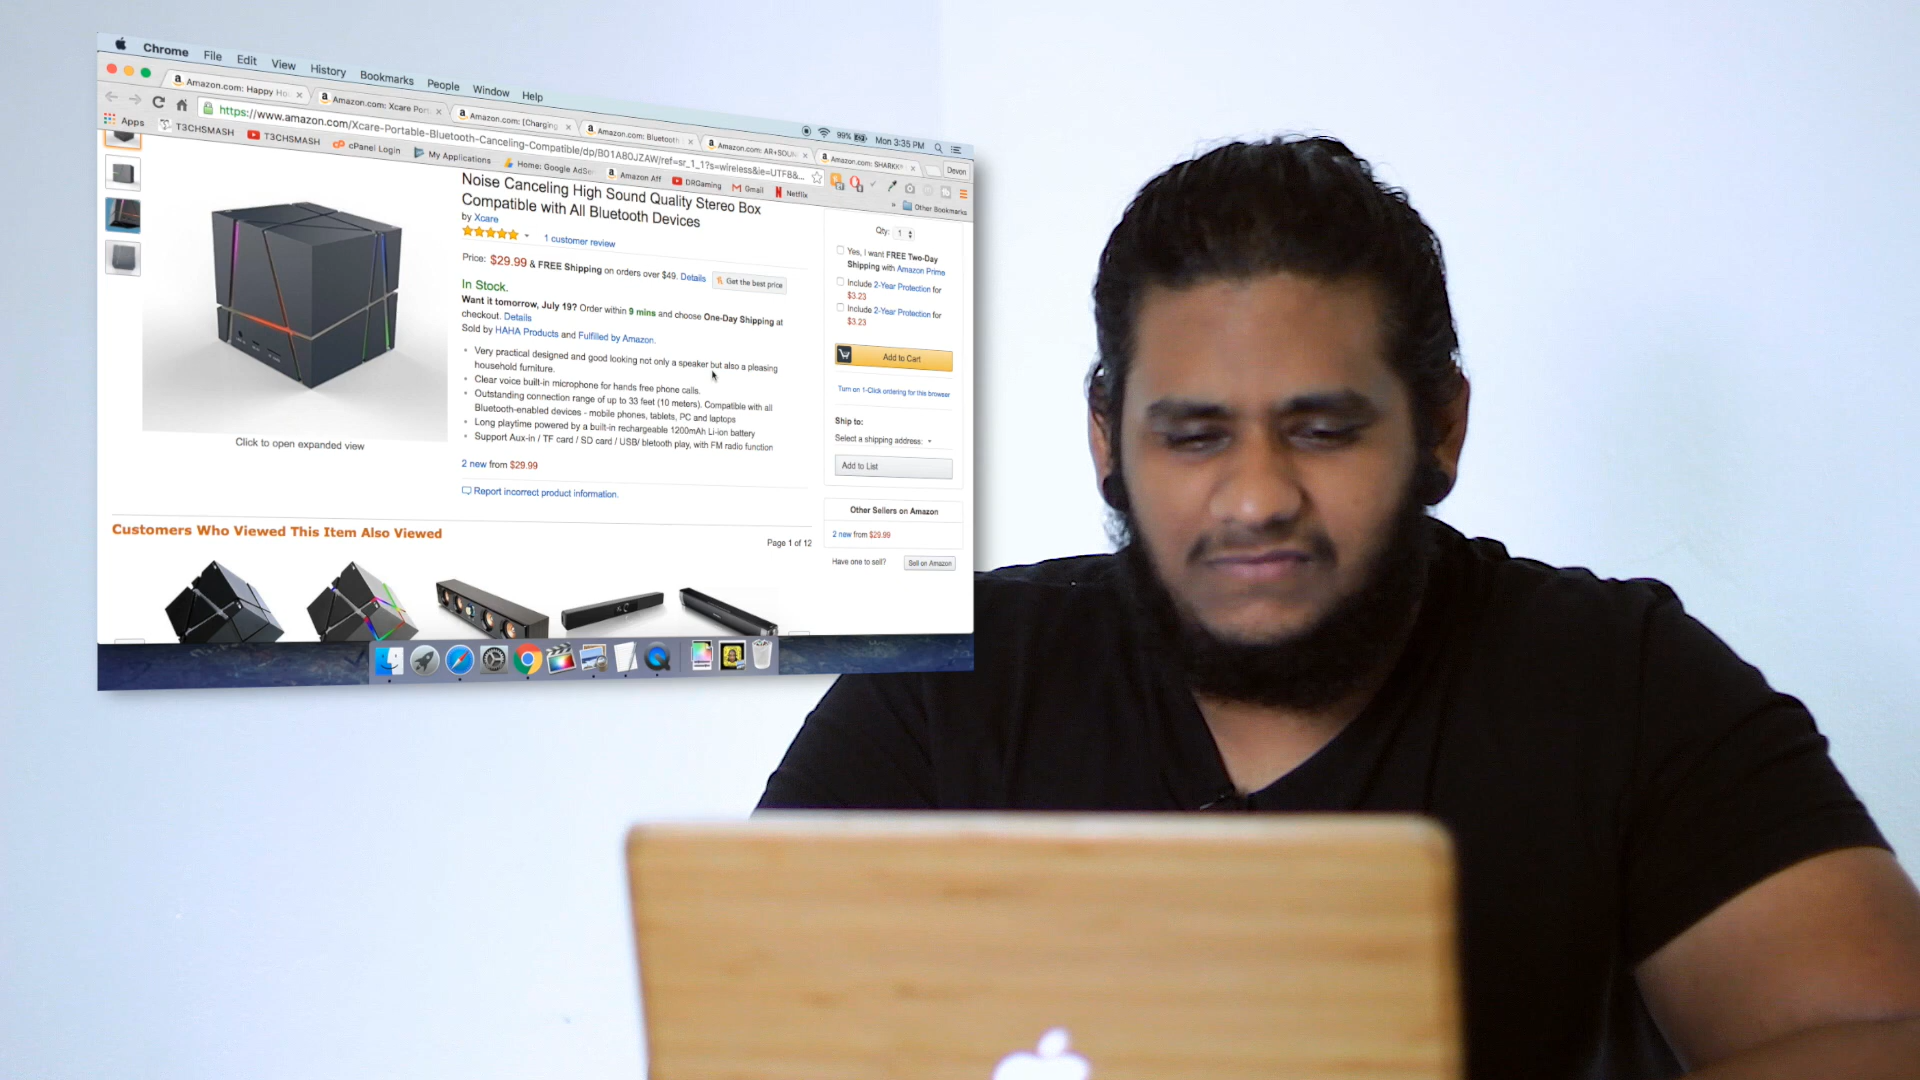 Chrome File Edit View History Bookmarks People Window Help
99% Mon 3:35 PM
Amazon.com: Happy Ho
Amazon.com: Xcare Port
Amazon.com: [Charging
Amazon.com: Bluetooth
Amazon.com: AR+SOUN
Amazon.com: SHARKK
Devon
https://www.amazon.com/Xcare-Portable-Bluetooth-Canceling-Compatible/dp/B01A80JZAW/ref=sr_1_1?s=wireless&ie=UTF8&...
Apps T3CHSMASH T3CHSMASH cPanel Login My Applications Home: Google AdSe Amazon Aff DRGaming Gmail Netflix
» Other Bookmarks
Noise Canceling High Sound Quality Stereo Box
Compatible with All Bluetooth Devices
by Xcare
1 customer review
Price: $29.99 & FREE Shipping on orders over $49. Details
Get the best price
In Stock.
Want it tomorrow, July 19? Order within 9 mins and choose One-Day Shipping at
checkout. Details
Sold by HAHA Products and Fulfilled by Amazon.
• Very practical designed and good looking not only a speaker but also a pleasing
household furniture.
• Clear voice built-in microphone for hands free phone calls.
• Outstanding connection range of up to 33 feet (10 meters). Compatible with all
Bluetooth-enabled devices - mobile phones, tablets, PC and laptops
• Long playtime powered by a built-in rechargeable 1200mAh Li-ion battery
• Support Aux-in / TF card / SD card / USB/ bletooth play, with FM radio function
2 new from $29.99
Report incorrect product information.
Click to open expanded view
Qty: 1
Yes, I want FREE Two-Day
Shipping with Amazon Prime
Include 2-Year Protection for
$3.23
Include 2-Year Protection for
$3.23
Add to Cart
Turn on 1-Click ordering for this browser
Ship to:
Select a shipping address:
Add to List
Other Sellers on Amazon
2 new from $29.99
Have one to sell? Sell on Amazon
Customers Who Viewed This Item Also Viewed
Page 1 of 12